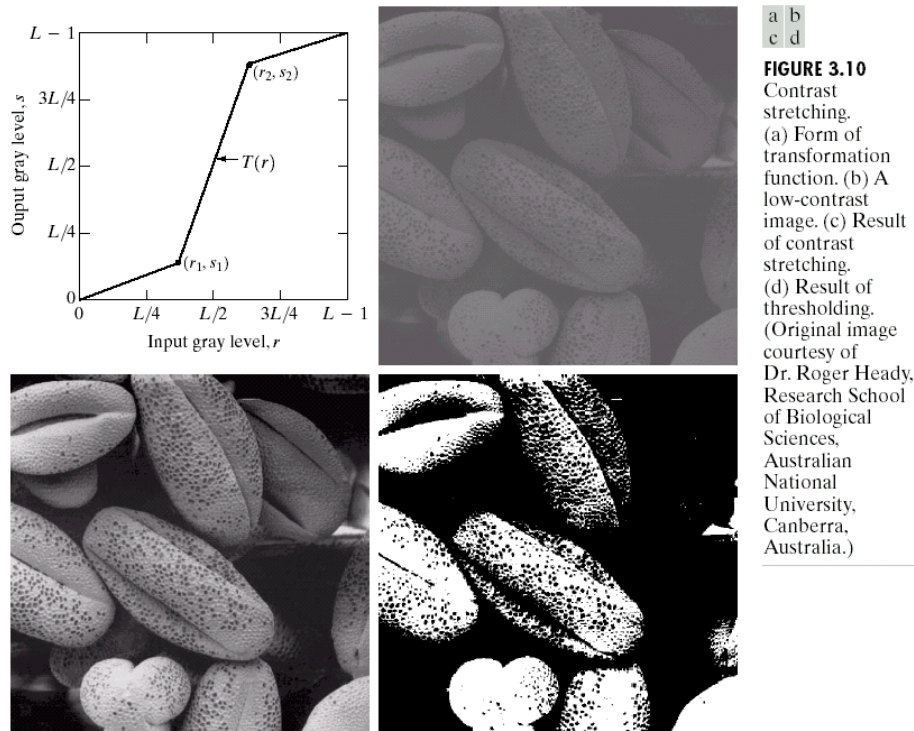 L − 1
3L/4
L/2
L/4
0
Ouput gray level, s
(r₂, s₂)
T(r)
(r₁, s₁)
0 L/4 L/2 3L/4 L − 1
Input gray level, r
a b
c d
FIGURE 3.10
Contrast
stretching.
(a) Form of
transformation
function. (b) A
low-contrast
image. (c) Result
of contrast
stretching.
(d) Result of
thresholding.
(Original image
courtesy of
Dr. Roger Heady,
Research School
of Biological
Sciences,
Australian
National
University,
Canberra,
Australia.)